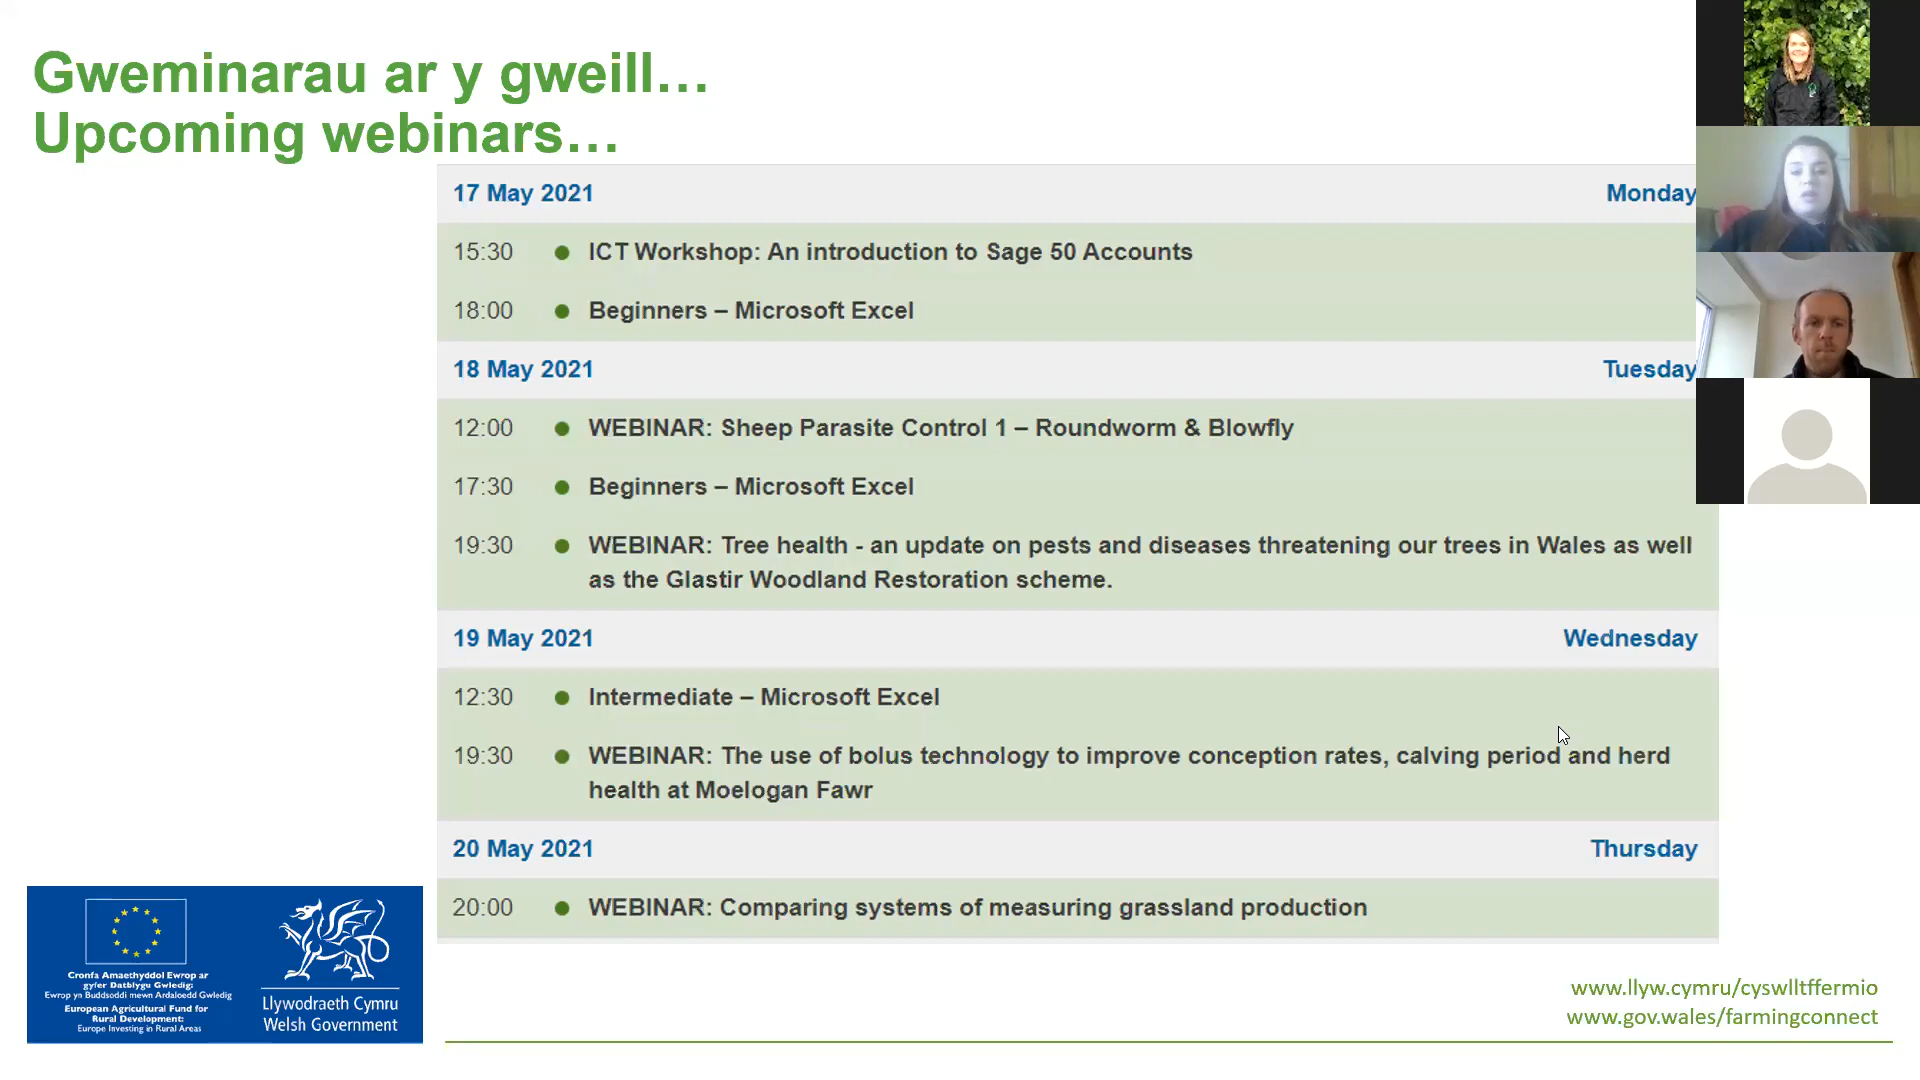 Gweminarau ar y gweill…
Upcoming webinars…
17 May 2021 Monday
15:30 ● ICT Workshop: An introduction to Sage 50 Accounts
18:00 ● Beginners – Microsoft Excel
18 May 2021 Tuesday
12:00 ● WEBINAR: Sheep Parasite Control 1 – Roundworm & Blowfly
17:30 ● Beginners – Microsoft Excel
19:30 ● WEBINAR: Tree health - an update on pests and diseases threatening our trees in Wales as well
as the Glastir Woodland Restoration scheme.
19 May 2021 Wednesday
12:30 ● Intermediate – Microsoft Excel
19:30 ● WEBINAR: The use of bolus technology to improve conception rates, calving period and herd
health at Moelogan Fawr
20 May 2021 Thursday
20:00 ● WEBINAR: Comparing systems of measuring grassland production
Cronfa Amaethyddol Ewrop ar
gyfer Datblygu Gwledig:
Ewrop yn Buddsoddi mewn Ardaloedd Gwledig
European Agricultural Fund for
Rural Development:
Europe Investing in Rural Areas
Llywodraeth Cymru
Welsh Government
www.llyw.cymru/cyswlltffermio
www.gov.wales/farmingconnect